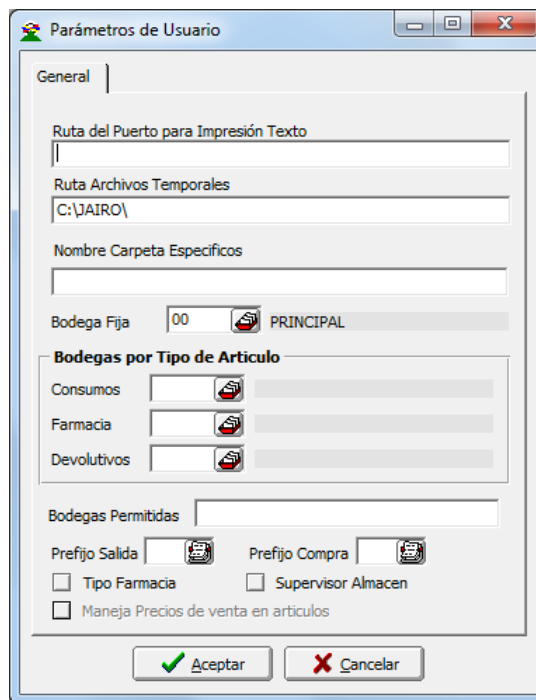 Parámetros de Usuario
General
Ruta del Puerto para Impresión Texto
Ruta Archivos Temporales
C:\JAIRO\
Nombre Carpeta Especificos
Bodega Fija 00 PRINCIPAL
Bodegas por Tipo de Articulo
Consumos
Farmacia
Devolutivos
Bodegas Permitidas
Prefijo Salida Prefijo Compra
Tipo Farmacia Supervisor Almacen
Maneja Precios de venta en articulos
Aceptar Cancelar